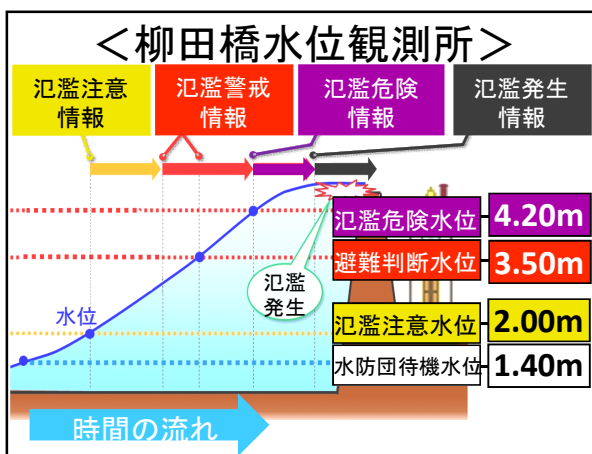 ＜柳田橋水位観測所＞
氾濫注意
情報
氾濫警戒
情報
氾濫危険
情報
氾濫発生
情報
氾濫危険水位
4.20m
避難判断水位
3.50m
氾濫
発生
水位
氾濫注意水位
2.00m
水防団待機水位
1.40m
時間の流れ